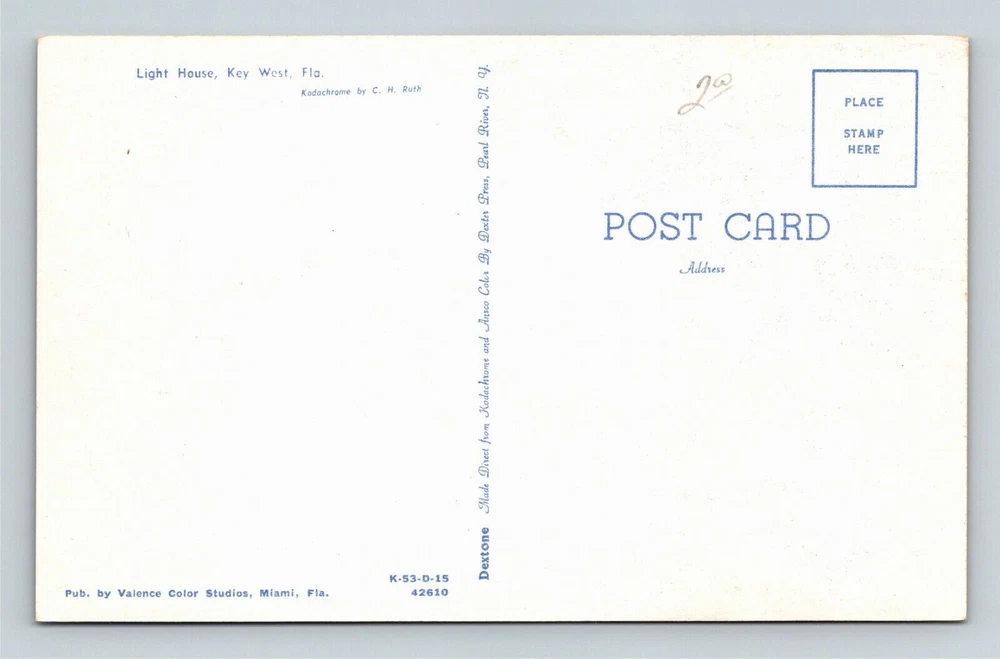 Light House, Key West, Fla.
Kodachrome by C. H. Ruth
K-53-D-15
Pub. by Valence Color Studios, Miami, Fla.
42610
Dextone Made Direct from Kodachrome and Ansco Color By Dexter Press, Pearl River, N. Y.
2⁰⁰
PLACE
STAMP
HERE
POST CARD
Address